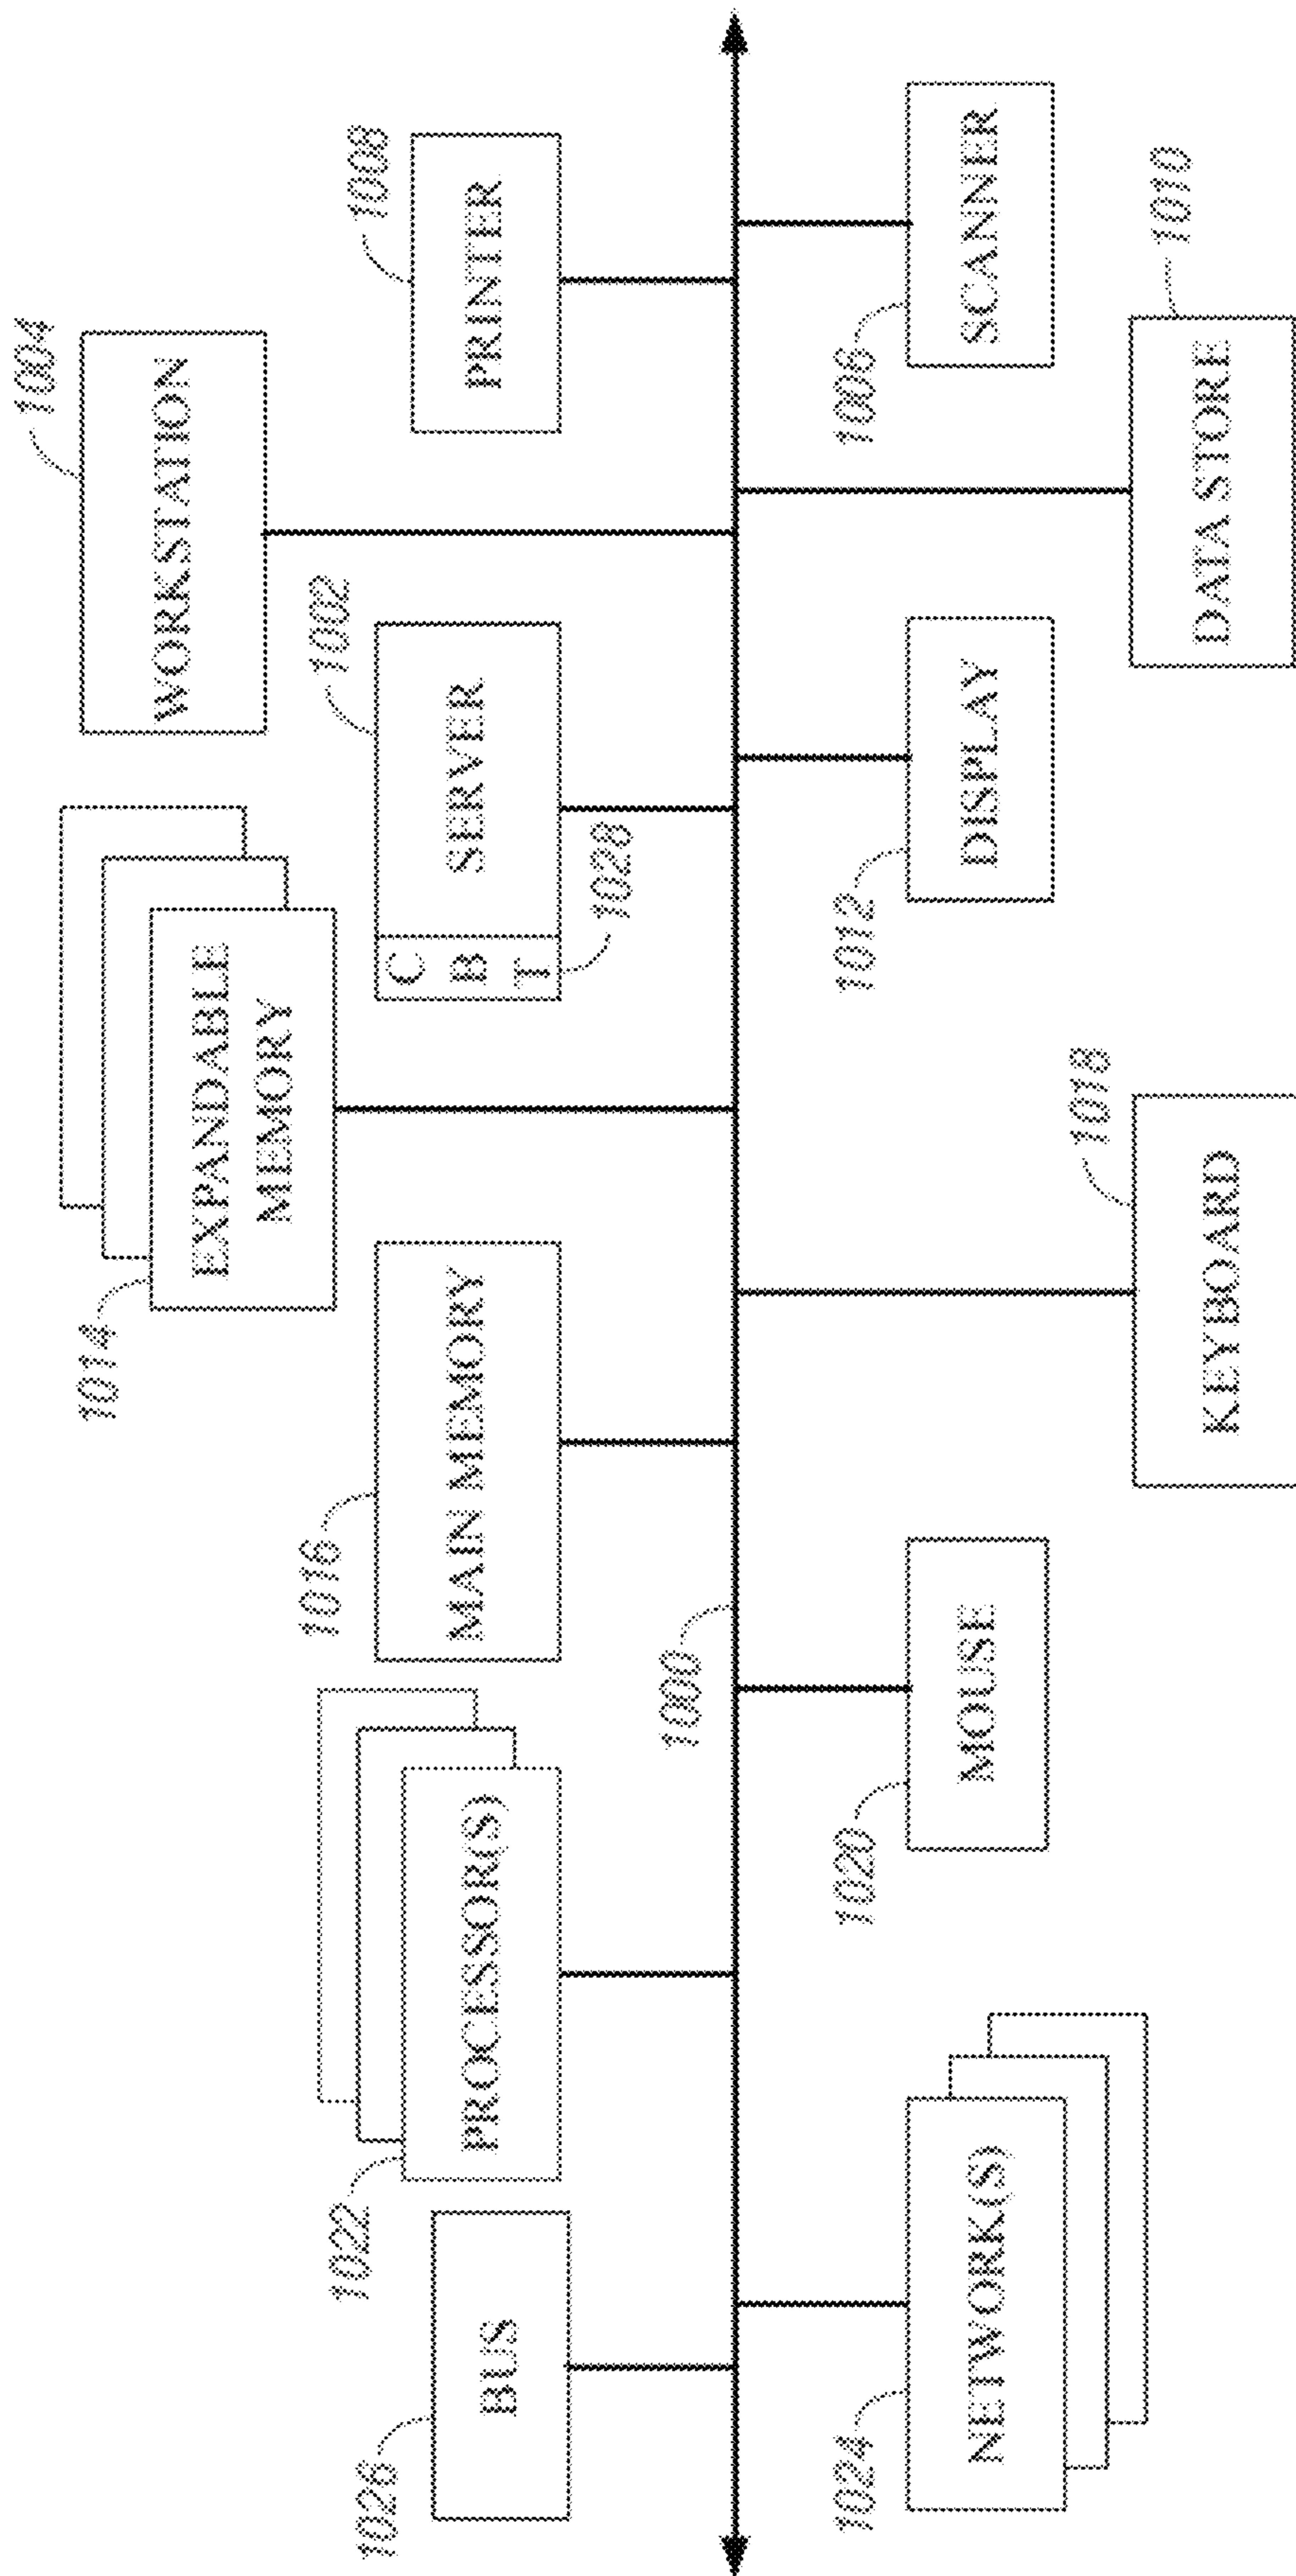 1014
EXPANDABLE
MEMORY
1004
WORKSTATION
1026
BUS
1022
PROCESSOR(S)
1016
MAIN MEMORY
C
B
T
1028
SERVER
1002
PRINTER
1008
1000
1024
NETWORK(S)
1020
MOUSE
KEYBOARD
1018
1012
DISPLAY
1006
SCANNER
DATA STORE
1010